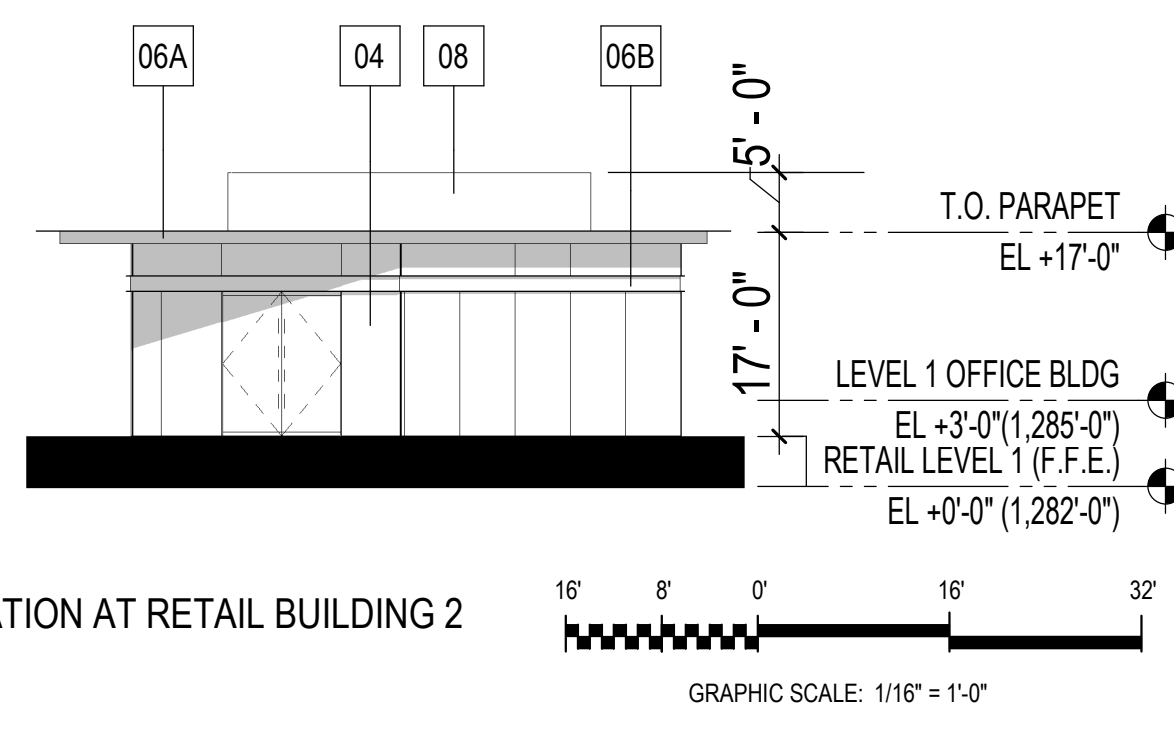 06A
04
08
06B
5' - 0"
T.O. PARAPET
EL +17'-0"
17' - 0"
LEVEL 1 OFFICE BLDG
EL +3'-0"(1,285'-0")
RETAIL LEVEL 1 (F.F.E.)
EL +0'-0" (1,282'-0")
ATION AT RETAIL BUILDING 2
16' 8' 0' 16' 32'
GRAPHIC SCALE: 1/16" = 1'-0"